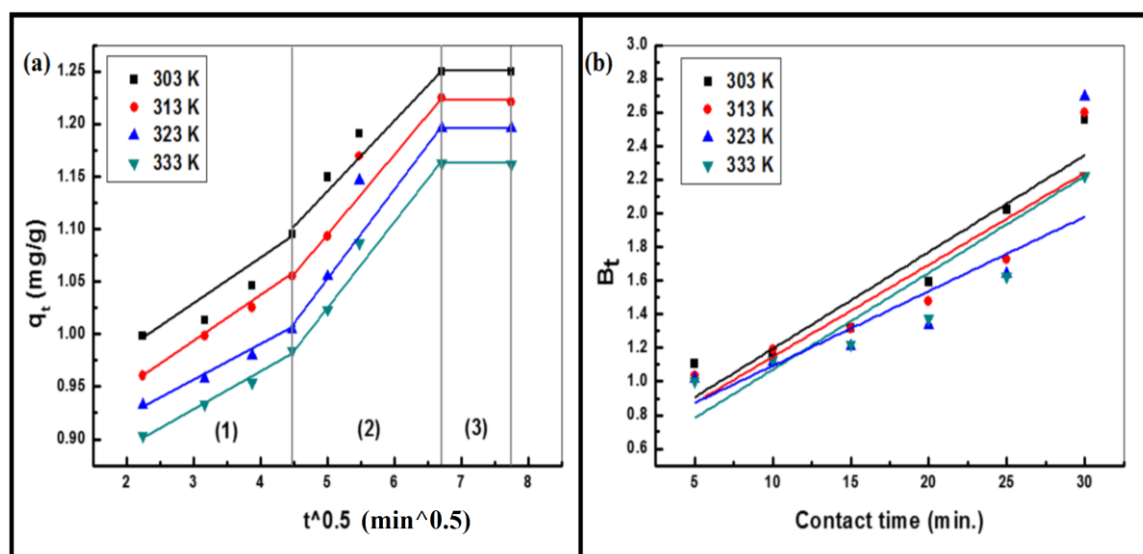 (a)
303 K
313 K
323 K
333 K
1.25
1.20
1.15
1.10
1.05
1.00
0.95
0.90
q_t (mg/g)
(1)
(2)
(3)
2 3 4 5 6 7 8
t^0.5 (min^0.5)
(b)
303 K
313 K
323 K
333 K
3.0
2.8
2.6
2.4
2.2
2.0
1.8
1.6
1.4
1.2
1.0
0.8
0.6
B_t
5 10 15 20 25 30
Contact time (min.)